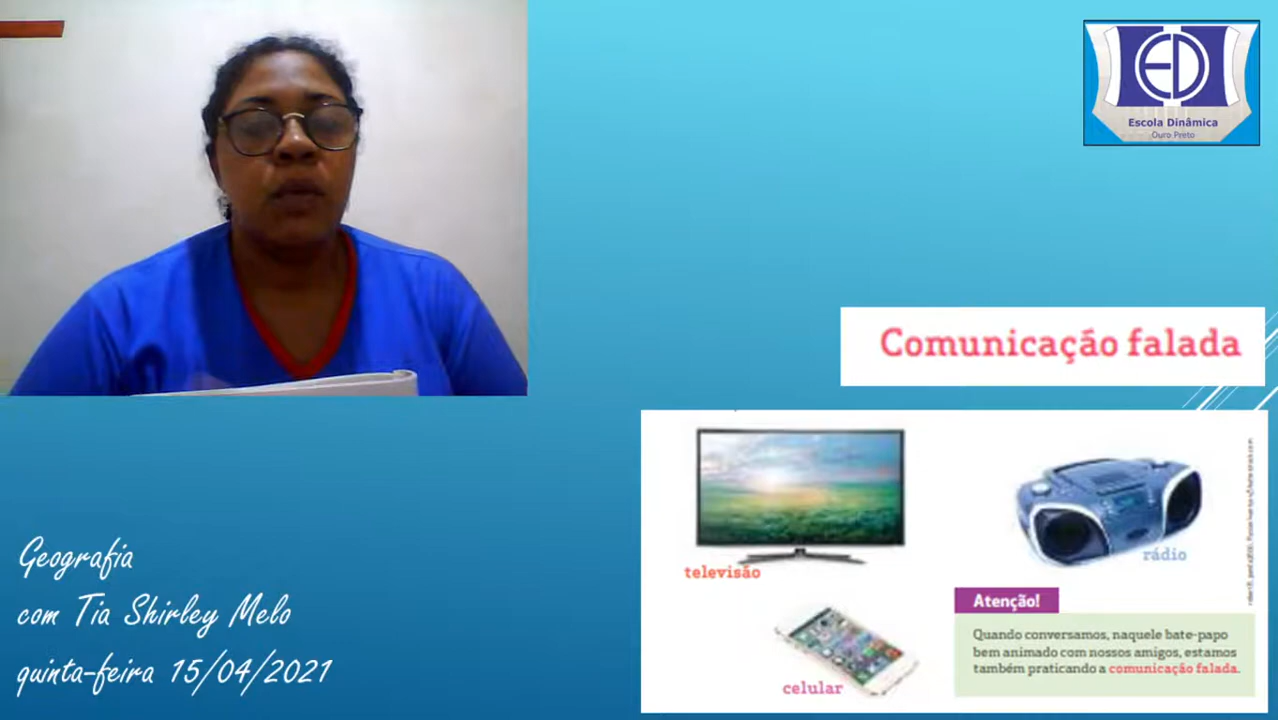 ED
Escola Dinâmica
Ouro Preto
Comunicação falada
televisão
rádio
celular
Atenção!
Quando conversamos, naquele bate-papo
bem animado com nossos amigos, estamos
também praticando a comunicação falada.
Geografia
com Tia Shirley Melo
quinta-feira 15/04/2021